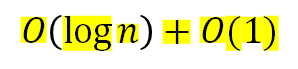 O(log n) + O(1)